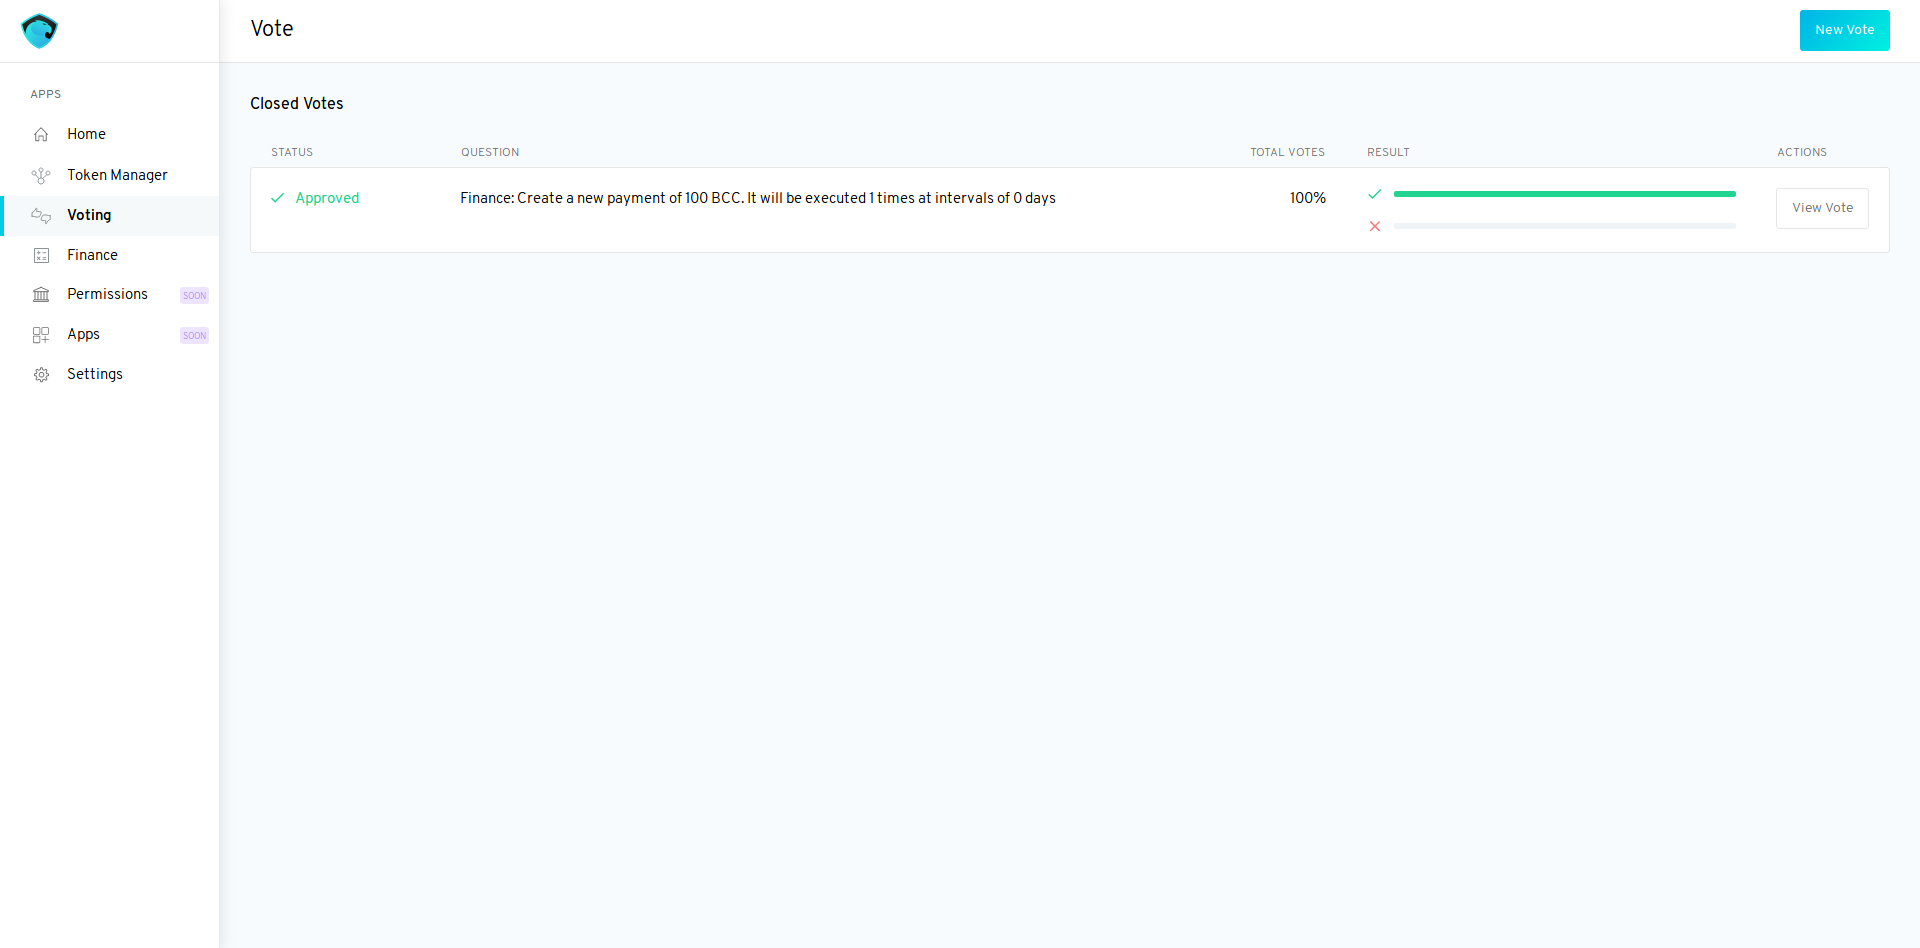 Vote
New Vote
APPS
Home
Token Manager
Voting
Finance
Permissions SOON
Apps SOON
Settings
Closed Votes
STATUS QUESTION TOTAL VOTES RESULT ACTIONS
Approved Finance: Create a new payment of 100 BCC. It will be executed 1 times at intervals of 0 days 100% View Vote